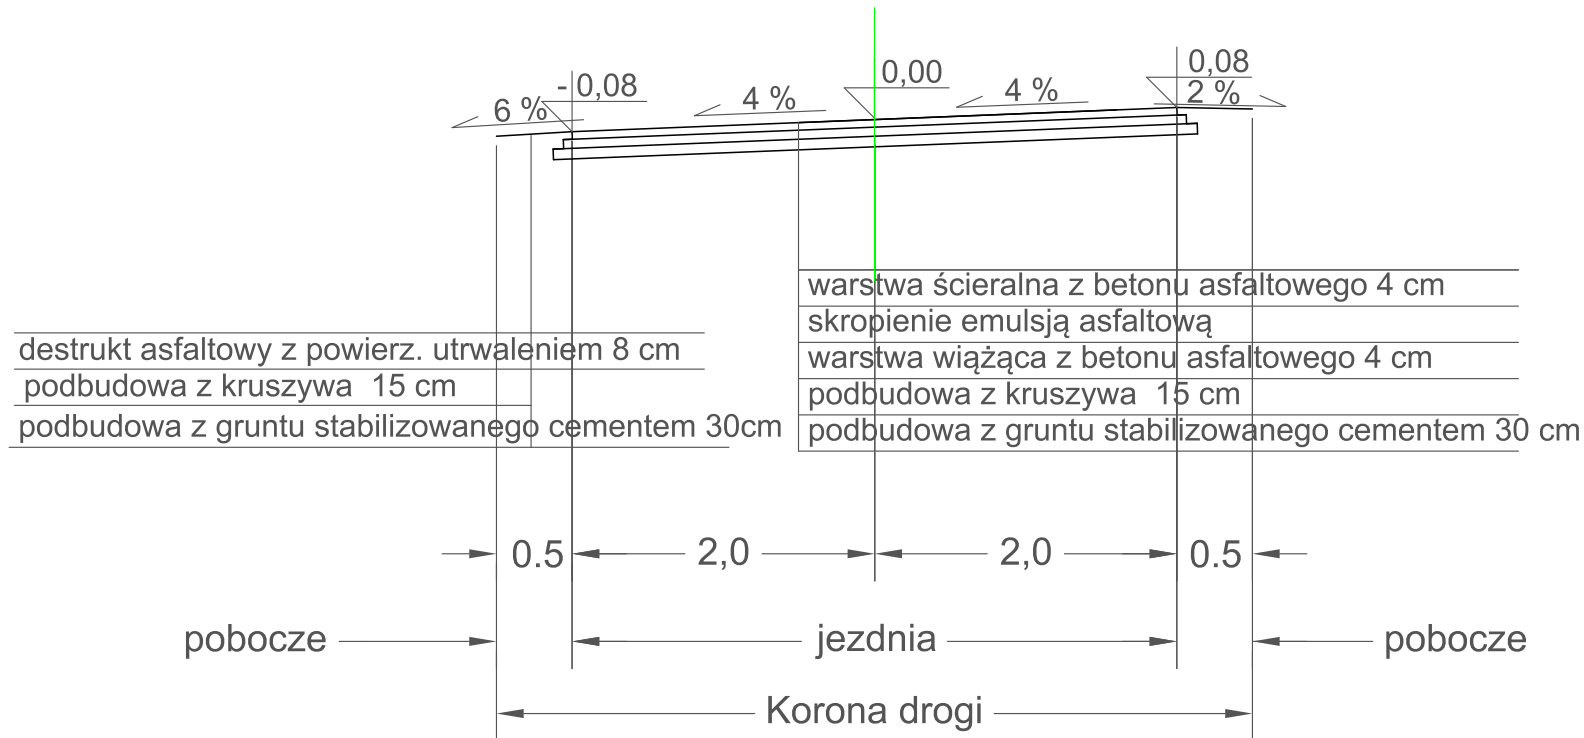 0,08
0,00
- 0,08
6 %
4 %
4 %
2 %
warstwa ścieralna z betonu asfaltowego 4 cm
skropienie emulsją asfaltową
warstwa wiążąca z betonu asfaltowego 4 cm
podbudowa z kruszywa 15 cm
podbudowa z gruntu stabilizowanego cementem 30 cm
destrukt asfaltowy z powierz. utrwaleniem 8 cm
podbudowa z kruszywa 15 cm
podbudowa z gruntu stabilizowanego cementem 30cm
0.5
2,0
2,0
0.5
pobocze
jezdnia
pobocze
Korona drogi